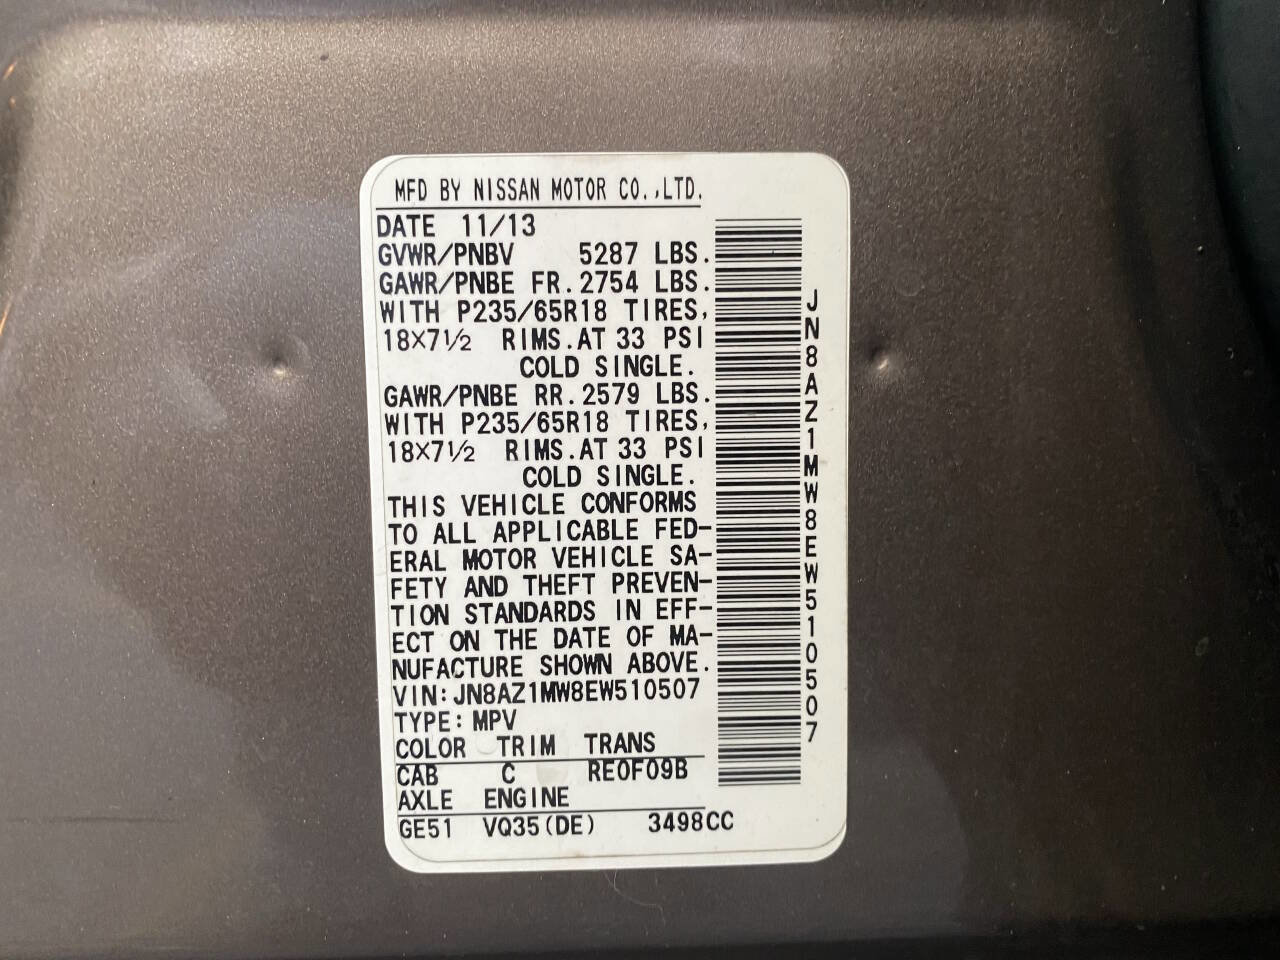 MFD BY NISSAN MOTOR CO.,LTD.
DATE 11/13
GVWR/PNBV 5287 LBS.
GAWR/PNBE FR. 2754 LBS.
WITH P235/65R18 TIRES,
18×7½ RIMS. AT 33 PSI
COLD SINGLE.
GAWR/PNBE RR. 2579 LBS.
WITH P235/65R18 TIRES,
18×7½ RIMS. AT 33 PSI
COLD SINGLE.
THIS VEHICLE CONFORMS
TO ALL APPLICABLE FED-
ERAL MOTOR VEHICLE SA-
FETY AND THEFT PREVEN-
TION STANDARDS IN EFF-
ECT ON THE DATE OF MA-
NUFACTURE SHOWN ABOVE.
VIN: JN8AZ1MW8EW510507
TYPE: MPV
COLOR TRIM TRANS
CAB C RE0F09B
AXLE ENGINE
GE51 VQ35(DE) 3498CC
JN8AZ1MW8EW510507